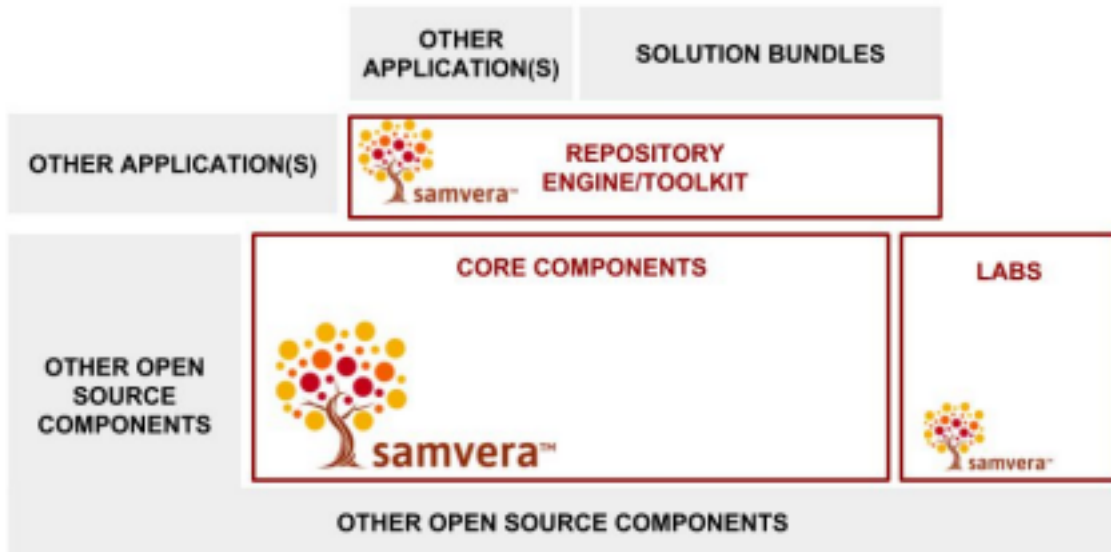 OTHER
APPLICATION(S)
SOLUTION BUNDLES
OTHER APPLICATION(S)
REPOSITORY
ENGINE/TOOLKIT
samvera™
CORE COMPONENTS
LABS
OTHER OPEN
SOURCE
COMPONENTS
samvera™
samvera™
OTHER OPEN SOURCE COMPONENTS